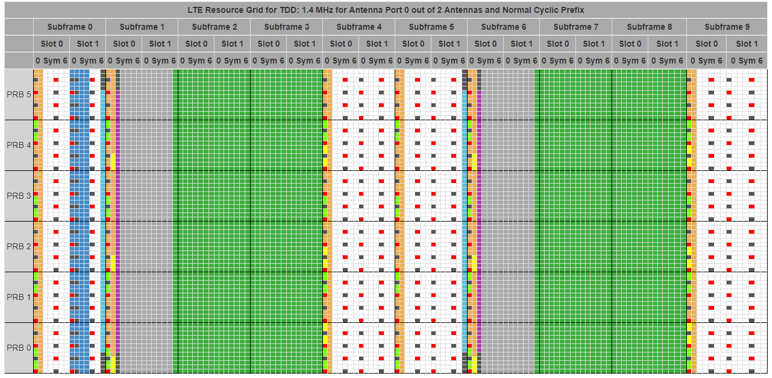 LTE Resource Grid for TDD: 1.4 MHz for Antenna Port 0 out of 2 Antennas and Normal Cyclic Prefix
Subframe 0 Subframe 1 Subframe 2 Subframe 3 Subframe 4 Subframe 5 Subframe 6 Subframe 7 Subframe 8 Subframe 9
Slot 0 Slot 1 Slot 0 Slot 1 Slot 0 Slot 1 Slot 0 Slot 1 Slot 0 Slot 1 Slot 0 Slot 1 Slot 0 Slot 1 Slot 0 Slot 1 Slot 0 Slot 1 Slot 0 Slot 1
0 Sym 6 0 Sym 6 0 Sym 6 0 Sym 6 0 Sym 6 0 Sym 6 0 Sym 6 0 Sym 6 0 Sym 6 0 Sym 6 0 Sym 6 0 Sym 6 0 Sym 6 0 Sym 6 0 Sym 6 0 Sym 6 0 Sym 6 0 Sym 6 0 Sym 6 0 Sym 6
PRB 5
PRB 4
PRB 3
PRB 2
PRB 1
PRB 0